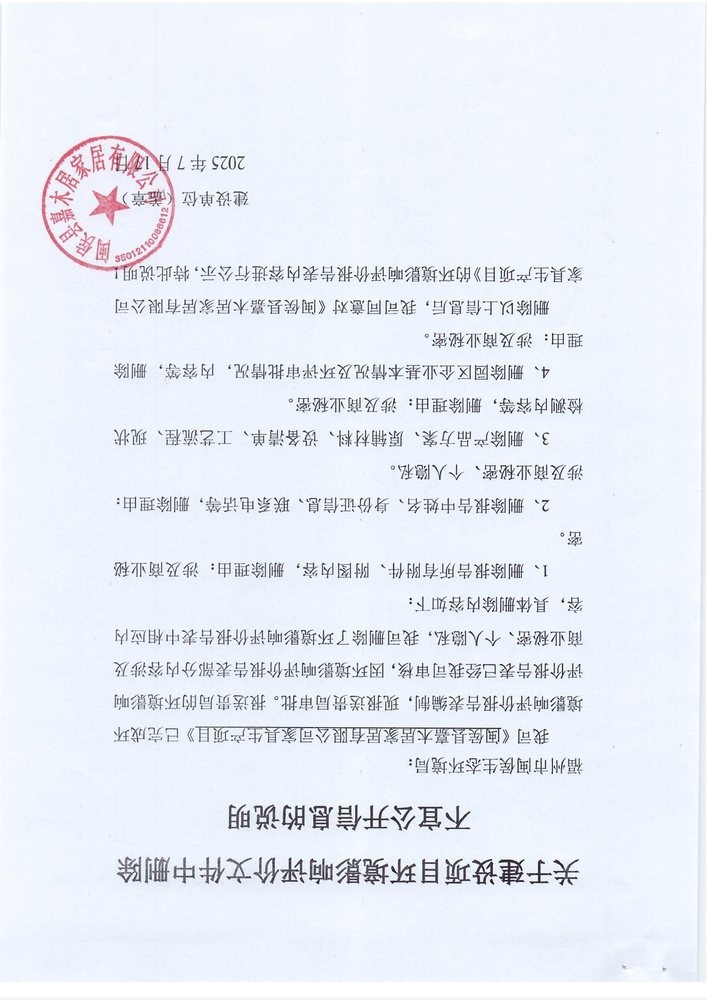 关于建设项目环境影响评价文件中删除
不宜公开信息的说明
福州市闽侯生态环境局：
我司《闽侯县嘉木居家居有限公司家具生产项目》已完成环
境影响评价报告表编制，现报送贵局审批。报送贵局的环境影响
评价报告表已经我司审核，因环境影响评价报告表部分内容涉及
商业秘密、个人隐私，我司删除了环境影响评价报告表中相应内
容，具体删除内容如下：
1、删除报告所有附件、附图内容，删除理由：涉及商业秘
密。
2、删除报告中姓名、身份证信息、联系电话等，删除理由：
涉及商业秘密、个人隐私。
3、删除产品方案、原辅材料、设备清单、工艺流程、现状
检测内容等，删除理由：涉及商业秘密。
4、删除园区企业基本情况及环评审批情况，内容等，删除
理由：涉及商业秘密。
删除以上信息后，我司同意对《闽侯县嘉木居家居有限公司
家具生产项目》的环境影响评价报告表内容进行公示，特此说明！
建设单位（盖章）
2025 年 7 月 17 日
闽侯县嘉木居家居有限公司
35012110086612